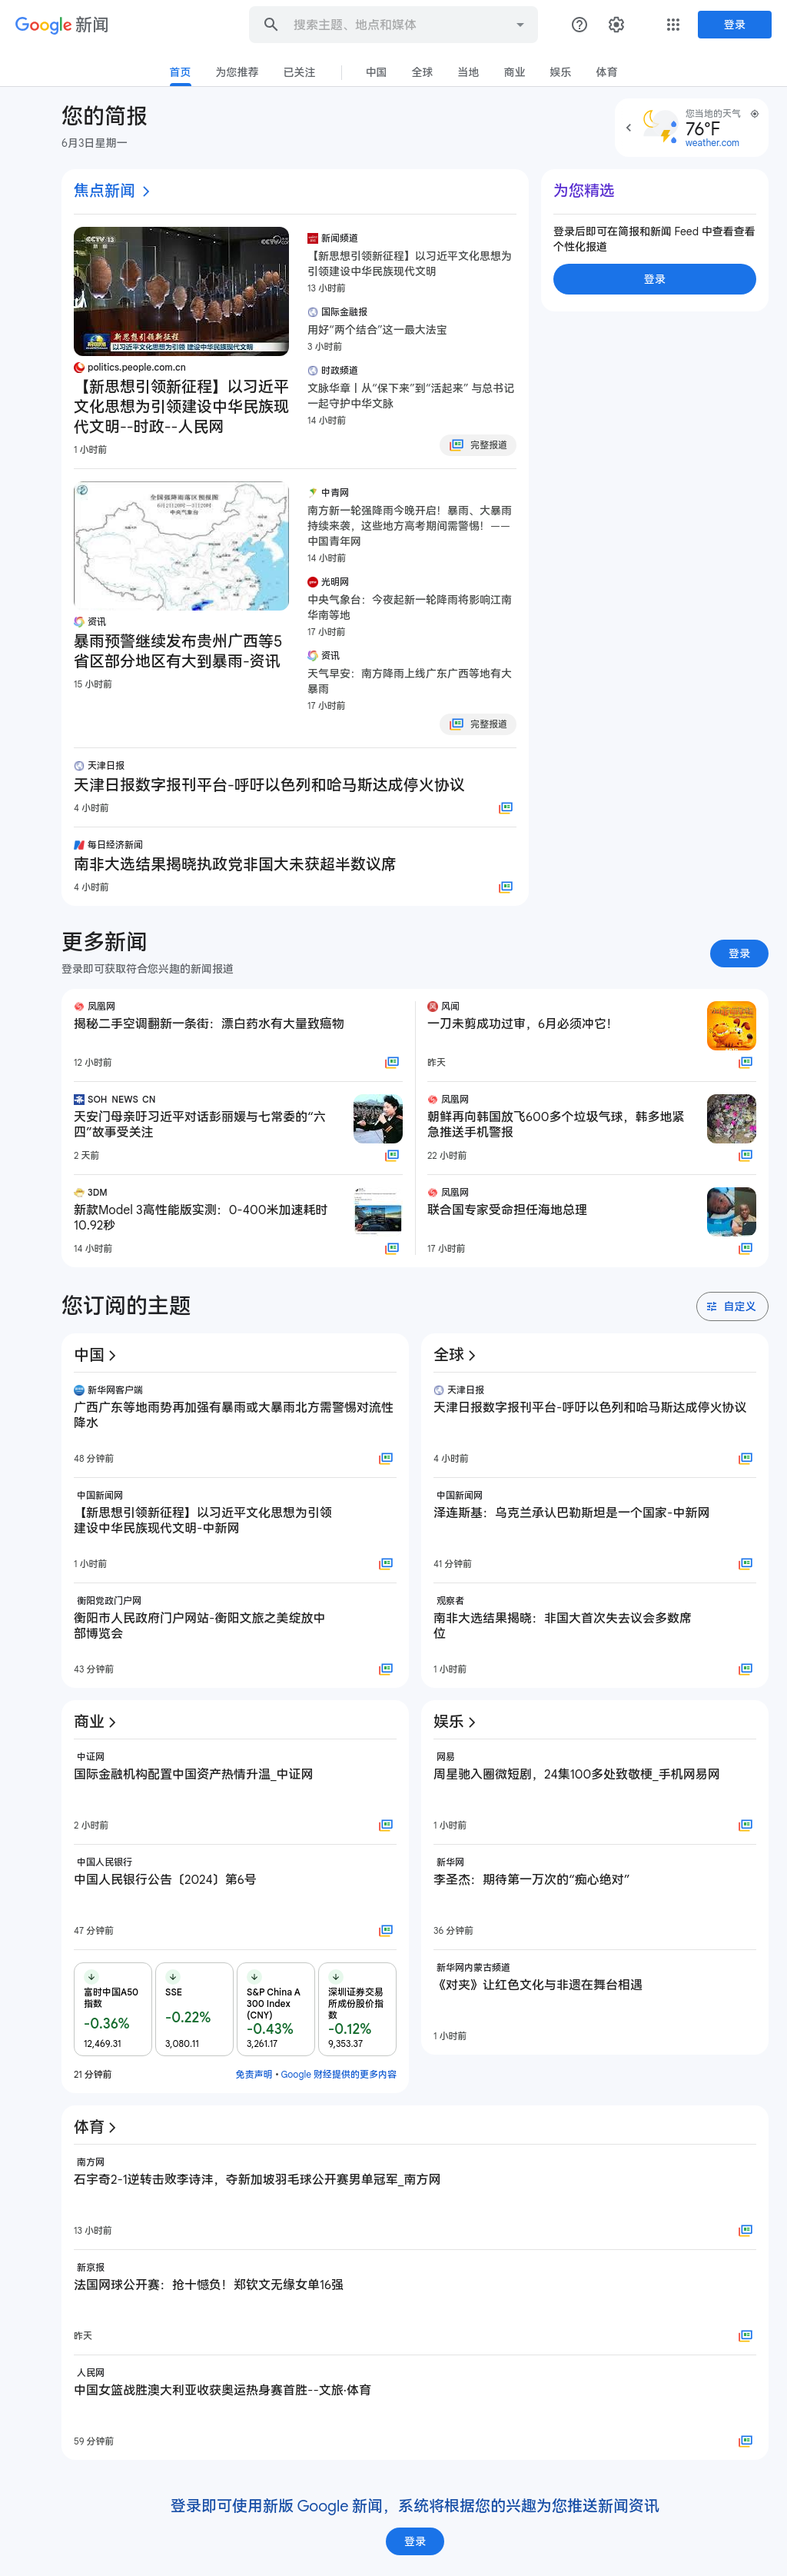 Google 新闻
搜索主题、地点和媒体
登录
首页
为您推荐
已关注
中国
全球
当地
商业
娱乐
体育
您的简报
6月3日星期一
您当地的天气
76°F
weather.com
焦点新闻
CCTV 13
新闻
CCTV.com
新思想引领新征程
以习近平文化思想为引领 建设中华民族现代文明
politics.people.com.cn
【新思想引领新征程】以习近平
文化思想为引领建设中华民族现
代文明--时政--人民网
1 小时前
新闻频道
【新思想引领新征程】以习近平文化思想为
引领建设中华民族现代文明
13 小时前
国际金融报
用好“两个结合”这一最大法宝
3 小时前
时政频道
文脉华章丨从“保下来”到“活起来” 与总书记
一起守护中华文脉
14 小时前
完整报道
全国强降雨落区预报图
中央气象台
资讯
暴雨预警继续发布贵州广西等5
省区部分地区有大到暴雨-资讯
15 小时前
中青网
南方新一轮强降雨今晚开启！暴雨、大暴雨
持续来袭，这些地方高考期间需警惕！——
中国青年网
14 小时前
光明网
中央气象台：今夜起新一轮降雨将影响江南
华南等地
17 小时前
资讯
天气早安：南方降雨上线广东广西等地有大
暴雨
17 小时前
完整报道
天津日报
天津日报数字报刊平台-呼吁以色列和哈马斯达成停火协议
4 小时前
每日经济新闻
南非大选结果揭晓执政党非国大未获超半数议席
4 小时前
为您精选
登录后即可在简报和新闻 Feed 中查看查看
个性化报道
登录
更多新闻
登录即可获取符合您兴趣的新闻报道
登录
凤凰网
揭秘二手空调翻新一条街：漂白药水有大量致癌物
12 小时前
风闻
一刀未剪成功过审，6月必须冲它！
昨天
SOH NEWS CN
天安门母亲吁习近平对话彭丽媛与七常委的“六
四”故事受关注
2 天前
凤凰网
朝鲜再向韩国放飞600多个垃圾气球，韩多地紧
急推送手机警报
22 小时前
3DM
新款Model 3高性能版实测：0-400米加速耗时
10.92秒
14 小时前
凤凰网
联合国专家受命担任海地总理
17 小时前
您订阅的主题
自定义
中国
新华网客户端
广西广东等地雨势再加强有暴雨或大暴雨北方需警惕对流性
降水
48 分钟前
中国新闻网
【新思想引领新征程】以习近平文化思想为引领
建设中华民族现代文明-中新网
1 小时前
衡阳党政门户网
衡阳市人民政府门户网站-衡阳文旅之美绽放中
部博览会
43 分钟前
全球
天津日报
天津日报数字报刊平台-呼吁以色列和哈马斯达成停火协议
4 小时前
中国新闻网
泽连斯基：乌克兰承认巴勒斯坦是一个国家-中新网
41 分钟前
观察者
南非大选结果揭晓：非国大首次失去议会多数席
位
1 小时前
商业
中证网
国际金融机构配置中国资产热情升温_中证网
2 小时前
中国人民银行
中国人民银行公告〔2024〕第6号
47 分钟前
富时中国A50
指数
-0.36%
12,469.31
SSE
-0.22%
3,080.11
S&P China A
300 Index
(CNY)
-0.43%
3,261.17
深圳证券交易
所成份股价指
数
-0.12%
9,353.37
21 分钟前
免责声明 • Google 财经提供的更多内容
娱乐
网易
周星驰入圈微短剧，24集100多处致敬梗_手机网易网
1 小时前
新华网
李圣杰：期待第一万次的“痴心绝对”
36 分钟前
新华网内蒙古频道
《对夹》让红色文化与非遗在舞台相遇
1 小时前
体育
南方网
石宇奇2-1逆转击败李诗沣，夺新加坡羽毛球公开赛男单冠军_南方网
13 小时前
新京报
法国网球公开赛：抢十憾负！郑钦文无缘女单16强
昨天
人民网
中国女篮战胜澳大利亚收获奥运热身赛首胜--文旅·体育
59 分钟前
登录即可使用新版 Google 新闻，系统将根据您的兴趣为您推送新闻资讯
登录